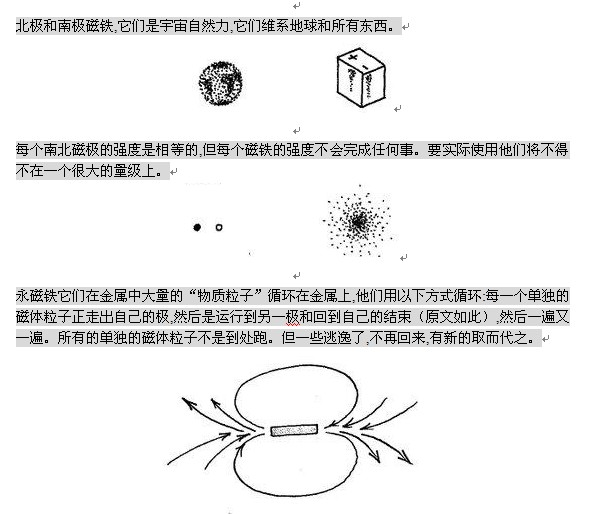 北极和南极磁铁,它们是宇宙自然力,它们维系地球和所有东西。
+ -
每个南北磁极的强度是相等的,但每个磁铁的强度不会完成任何事。要实际使用他们将不得
不在一个很大的量级上。
永磁铁它们在金属中大量的“物质粒子”循环在金属上,他们用以下方式循环:每一个单独的
磁体粒子正走出自己的极,然后是运行到另一极和回到自己的结束（原文如此）,然后一遍又
一遍。所有的单独的磁体粒子不是到处跑。但一些逃逸了,不再回来,有新的取而代之。